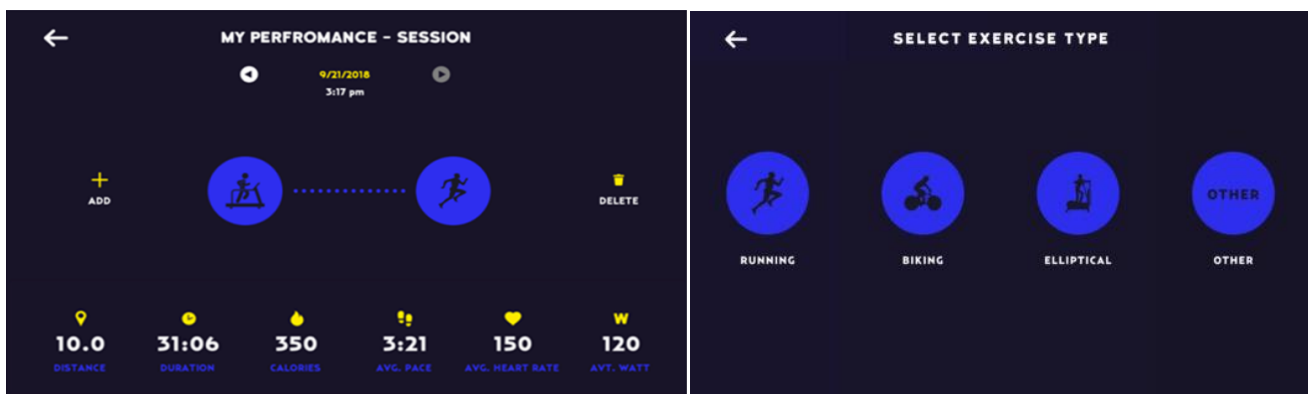 MY PERFROMANCE - SESSION
9/21/2018
3:17 pm
ADD
DELETE
10.0 31:06 350 3:21 150 120
DISTANCE DURATION CALORIES AVG. PACE AVG. HEART RATE AVT. WATT
SELECT EXERCISE TYPE
OTHER
RUNNING BIKING ELLIPTICAL OTHER